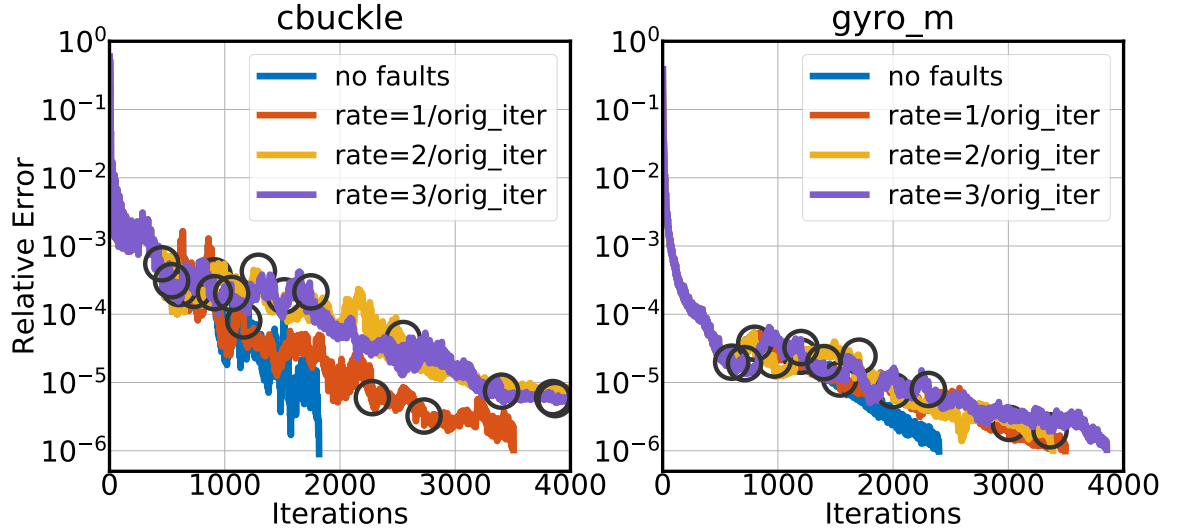 cbuckle
10^0
10^-1
10^-2
10^-3
10^-4
10^-5
10^-6
Relative Error
no faults
rate=1/orig_iter
rate=2/orig_iter
rate=3/orig_iter
0 1000 2000 3000 4000
Iterations
gyro_m
10^0
10^-1
10^-2
10^-3
10^-4
10^-5
10^-6
no faults
rate=1/orig_iter
rate=2/orig_iter
rate=3/orig_iter
0 1000 2000 3000 4000
Iterations